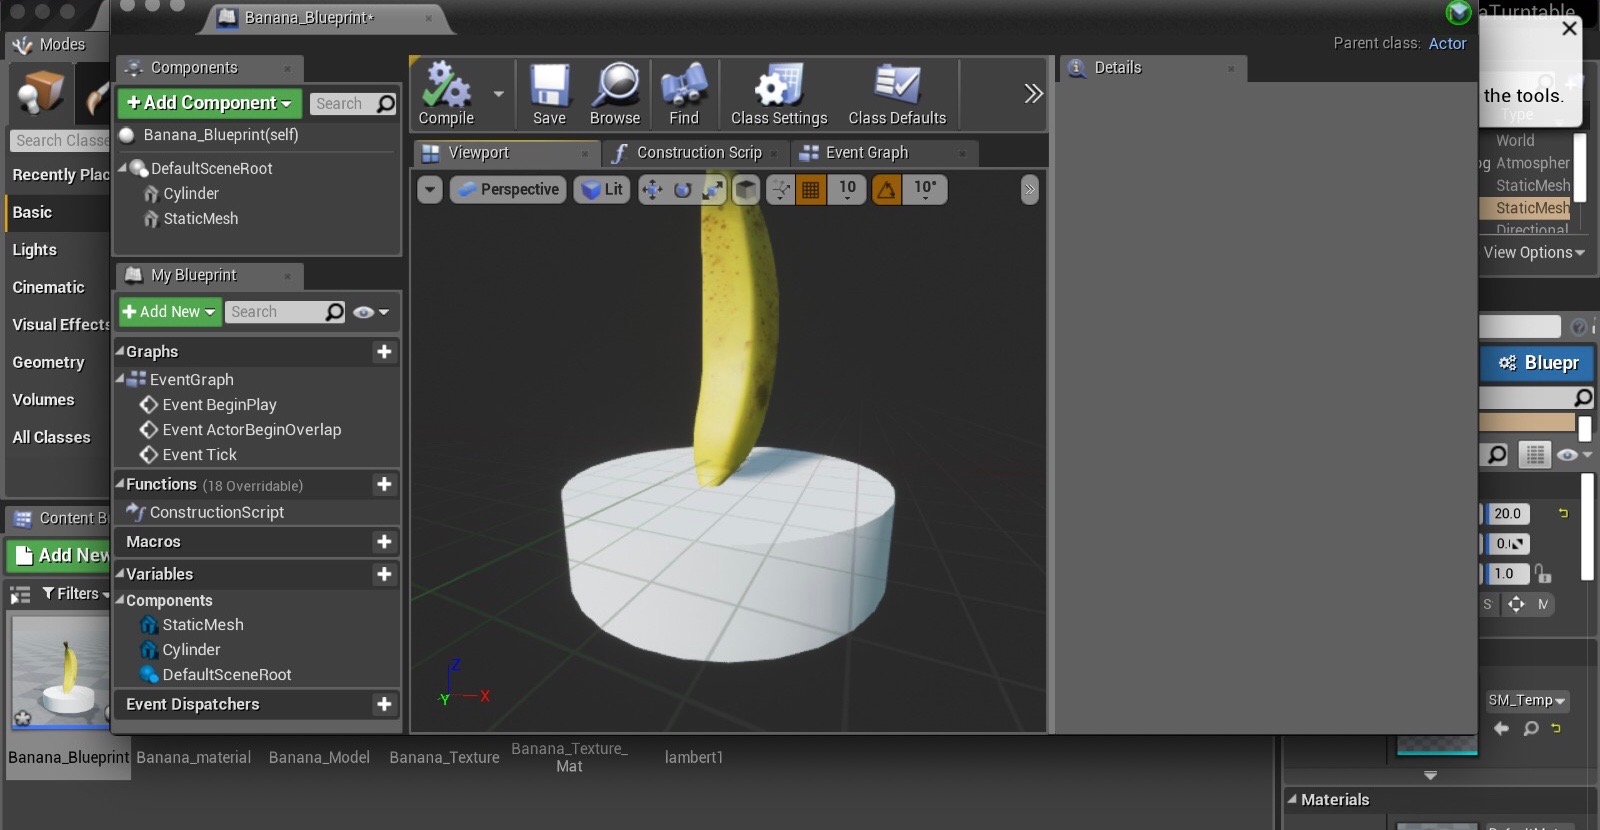 Banana_Blueprint*
aTurntable
Parent class: Actor
Modes
Components
Details
+Add Component
Search
the tools.
Compile
Save
Browse
Find
Class Settings
Class Defaults
Search Classe
Banana_Blueprint(self)
Type
World
Viewport
Construction Scrip
Event Graph
og Atmospher
Recently Plac
DefaultSceneRoot
Cylinder
StaticMesh
Perspective
Lit
10
10°
StaticMesh
StaticMesh
Directional
Basic
Lights
View Options
My Blueprint
Cinematic
Add New
Search
Visual Effects
Graphs
Geometry
Bluepr
EventGraph
Event BeginPlay
Volumes
Event ActorBeginOverlap
All Classes
Event Tick
Functions (18 Overridable)
ConstructionScript
Content B
20.0
Macros
Add New
0.
Variables
1.0
Filters
Components
S
M
StaticMesh
Cylinder
DefaultSceneRoot
Z
Y
X
Event Dispatchers
SM_Temp
Banana_Blueprint
Banana_material
Banana_Model
Banana_Texture
Banana_Texture_
Mat
lambert1
Materials